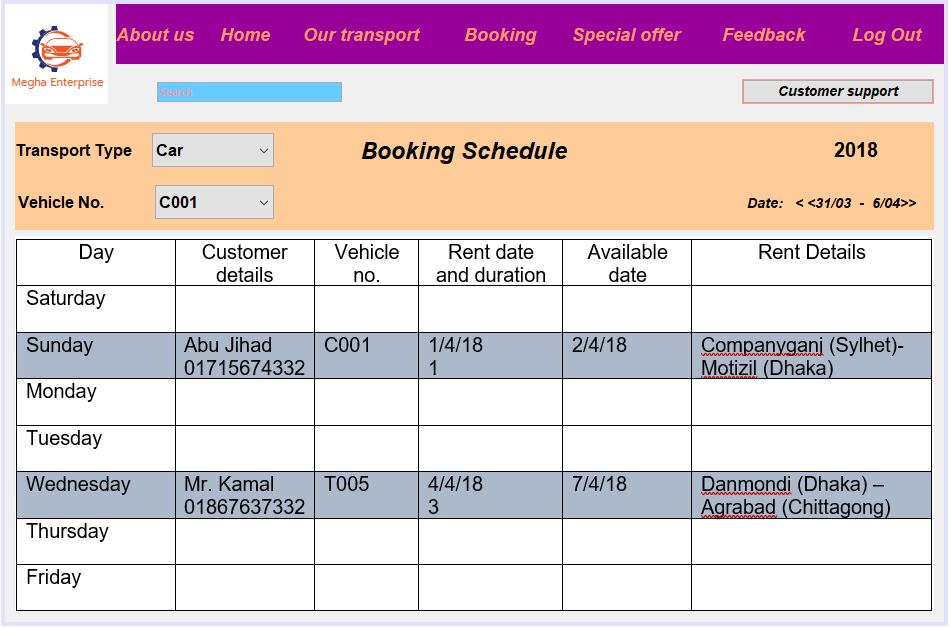 About us Home Our transport Booking Special offer Feedback Log Out
Megha Enterprise
Search
Customer support
Transport Type Car Booking Schedule 2018
Vehicle No. C001 Date: < <31/03 - 6/04>>
Day Customer Vehicle Rent date Available Rent Details
details no. and duration date
Saturday
Sunday Abu Jihad C001 1/4/18 2/4/18 Companyganj (Sylhet)-
01715674332 1 Motizil (Dhaka)
Monday
Tuesday
Wednesday Mr. Kamal T005 4/4/18 7/4/18 Danmondi (Dhaka) –
01867637332 3 Agrabad (Chittagong)
Thursday
Friday